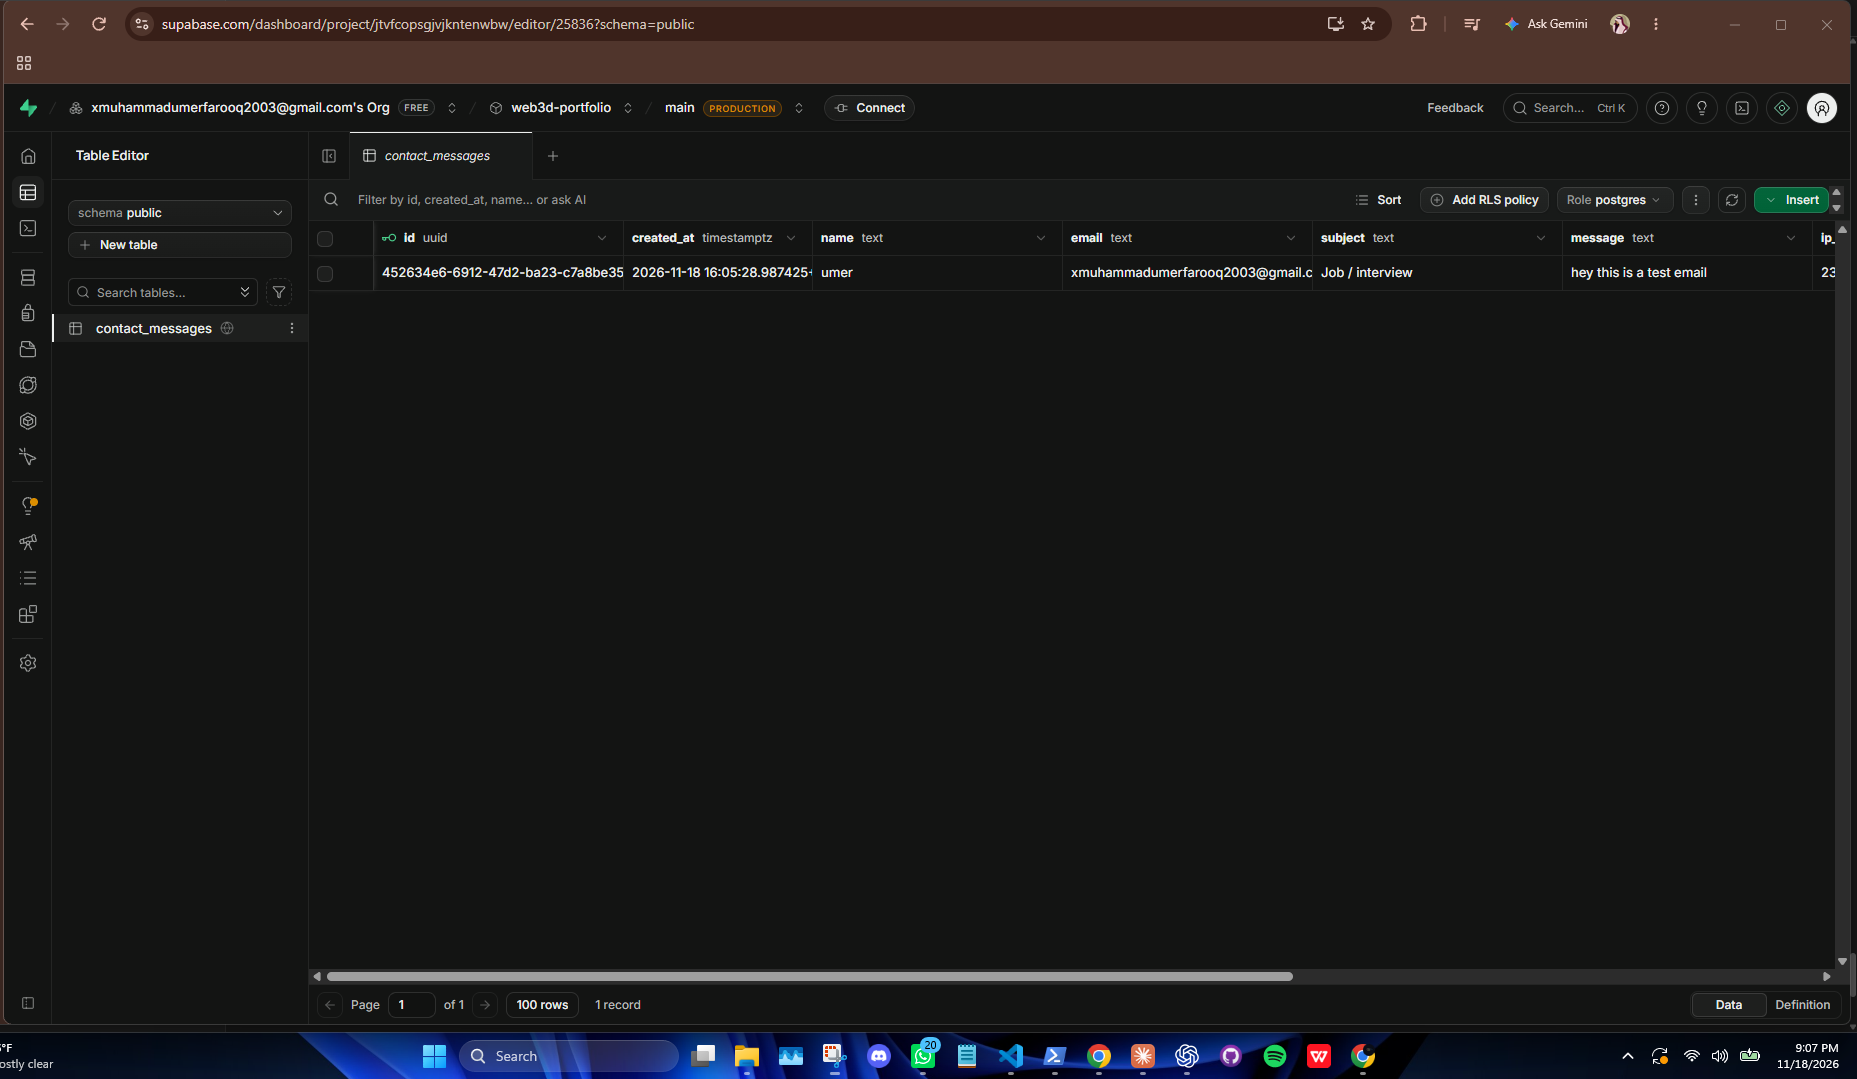 supabase.com/dashboard/project/jtvfcopsgjvjkntenwbw/editor/25836?schema=public
Ask Gemini
xmuhammadumerfarooq2003@gmail.com's Org FREE / web3d-portfolio / main PRODUCTION Connect
Feedback Search... Ctrl K
Table Editor
contact_messages
schema public
Filter by id, created_at, name... or ask AI
Sort Add RLS policy Role postgres Insert
New table
id uuid created_at timestamptz name text email text subject text message text ip_
452634e6-6912-47d2-ba23-c7a8be35 2026-11-18 16:05:28.987425+ umer xmuhammadumerfarooq2003@gmail.c Job / interview hey this is a test email 23
Search tables...
contact_messages
Page 1 of 1 100 rows 1 record
Data Definition
°F
ostly clear
Search
20
9:07 PM
11/18/2026